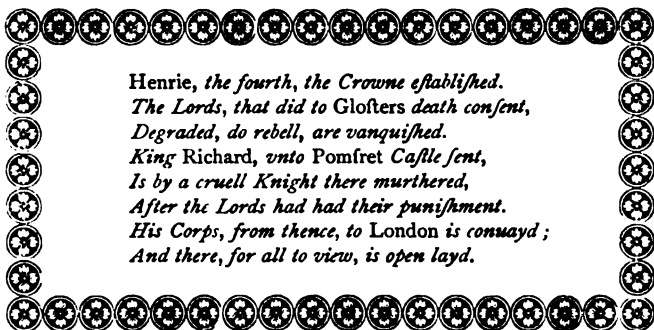 Henrie, the fourth, the Crowne eſtabliſhed.
The Lords, that did to Gloſters death conſent,
Degraded, do rebell, are vanquiſhed.
King Richard, vnto Pomſret Caſtle ſent,
Is by a cruell Knight there murthered,
After the Lords had had their puniſhment.
His Corps, from thence, to London is conuayd ;
And there, for all to view, is open layd.